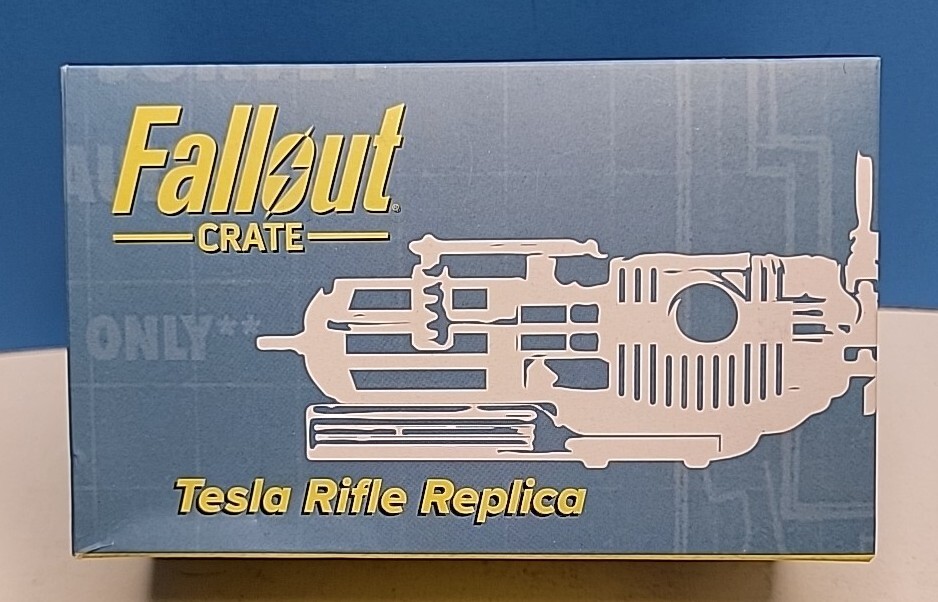 Fallout®
CRATE
ONLY**
Tesla Rifle Replica